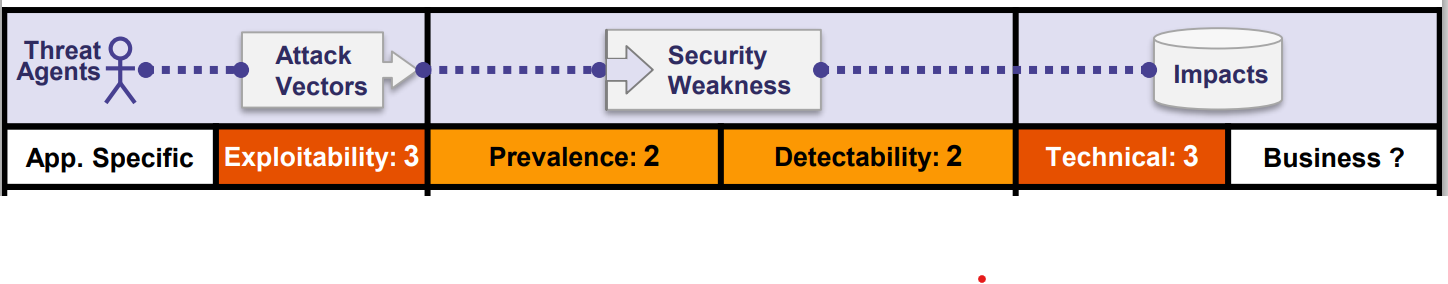 Threat
Agents
Attack
Vectors
Security
Weakness
Impacts
App. Specific
Exploitability: 3
Prevalence: 2
Detectability: 2
Technical: 3
Business ?